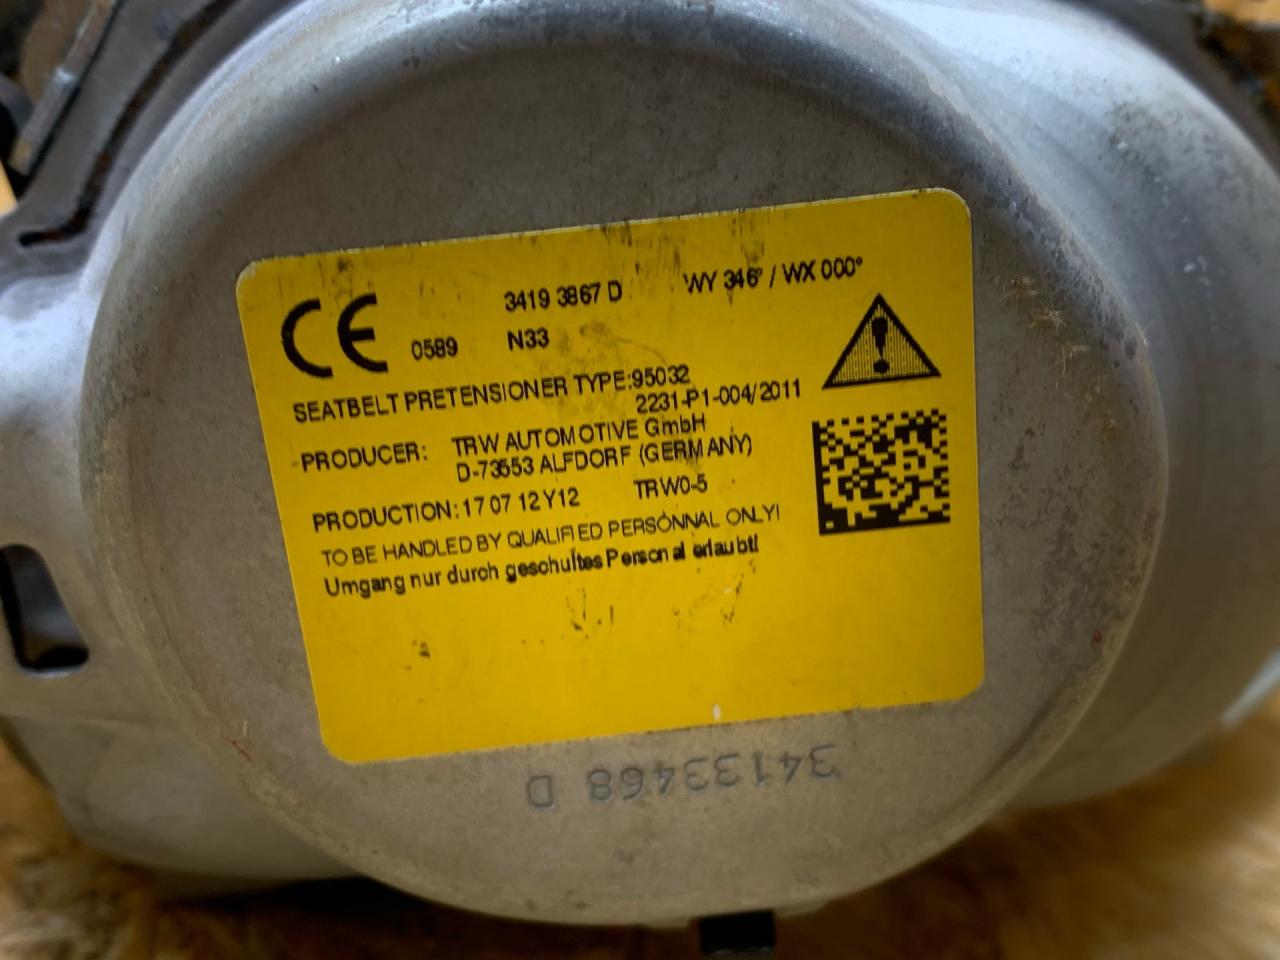 CE 0589 3419 3867 D WY 346° / WX 000°
N33
SEATBELT PRETENSIONER TYPE:95032
2231-P1-004/2011
PRODUCER: TRW AUTOMOTIVE GmbH
D-73553 ALFDORF (GERMANY)
PRODUCTION:17 07 12 Y12 TRW0-5
TO BE HANDLED BY QUALIFIED PERSONNAL ONLY!
Umgang nur durch geschultes Personal erlaubt!
34133468 D